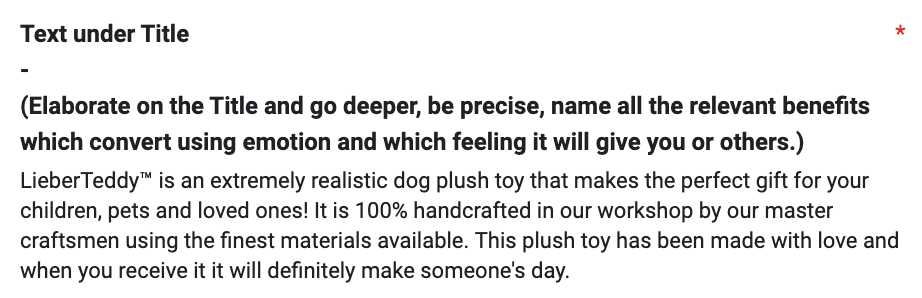 Text under Title *
-
(Elaborate on the Title and go deeper, be precise, name all the relevant benefits
which convert using emotion and which feeling it will give you or others.)
LieberTeddy™ is an extremely realistic dog plush toy that makes the perfect gift for your
children, pets and loved ones! It is 100% handcrafted in our workshop by our master
craftsmen using the finest materials available. This plush toy has been made with love and
when you receive it it will definitely make someone's day.